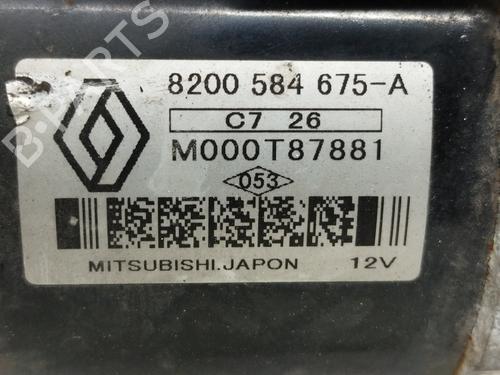 8200 584 675-A
C7 26
M000T87881
053
MITSUBISHI.JAPON 12V
B-PARTS